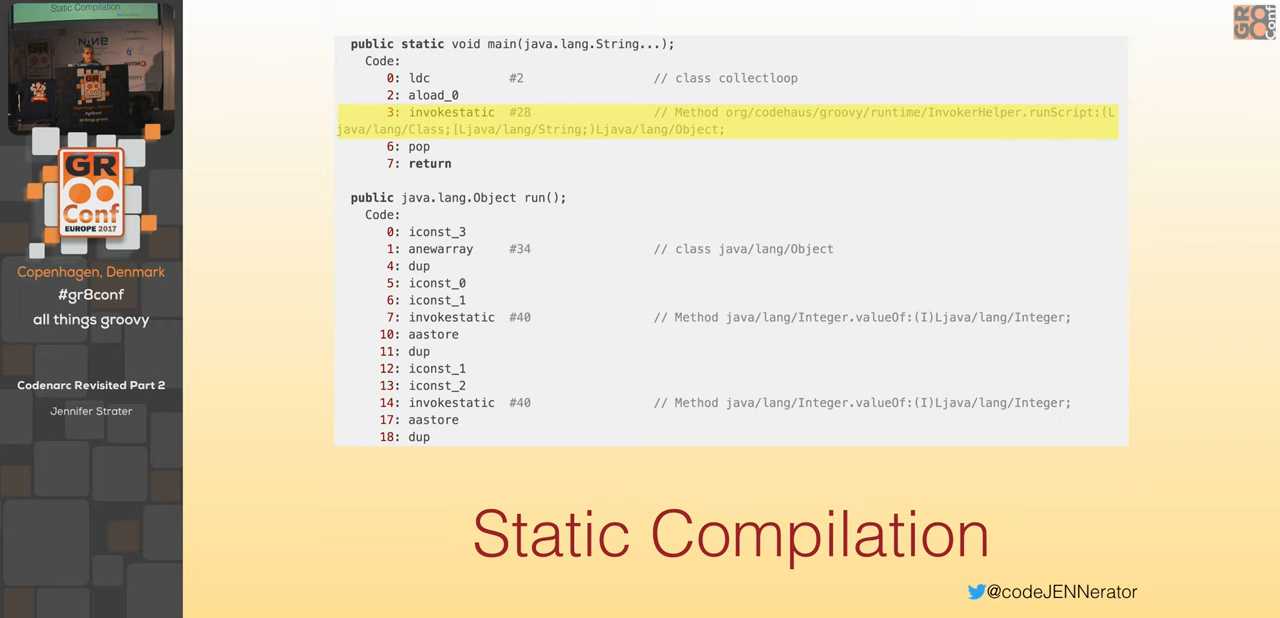 Static Compilation
GR8Conf
EUROPE 2017
Copenhagen, Denmark
#gr8conf
all things groovy
Codenarc Revisited Part 2
Jennifer Strater
public static void main(java.lang.String...);
Code:
0: ldc #2 // class collectloop
2: aload_0
3: invokestatic #28 // Method org/codehaus/groovy/runtime/InvokerHelper.runScript:(L
java/lang/Class;[Ljava/lang/String;)Ljava/lang/Object;
6: pop
7: return
public java.lang.Object run();
Code:
0: iconst_3
1: anewarray #34 // class java/lang/Object
4: dup
5: iconst_0
6: iconst_1
7: invokestatic #40 // Method java/lang/Integer.valueOf:(I)Ljava/lang/Integer;
10: aastore
11: dup
12: iconst_1
13: iconst_2
14: invokestatic #40 // Method java/lang/Integer.valueOf:(I)Ljava/lang/Integer;
17: aastore
18: dup
Static Compilation
@codeJENNerator
GR8Conf